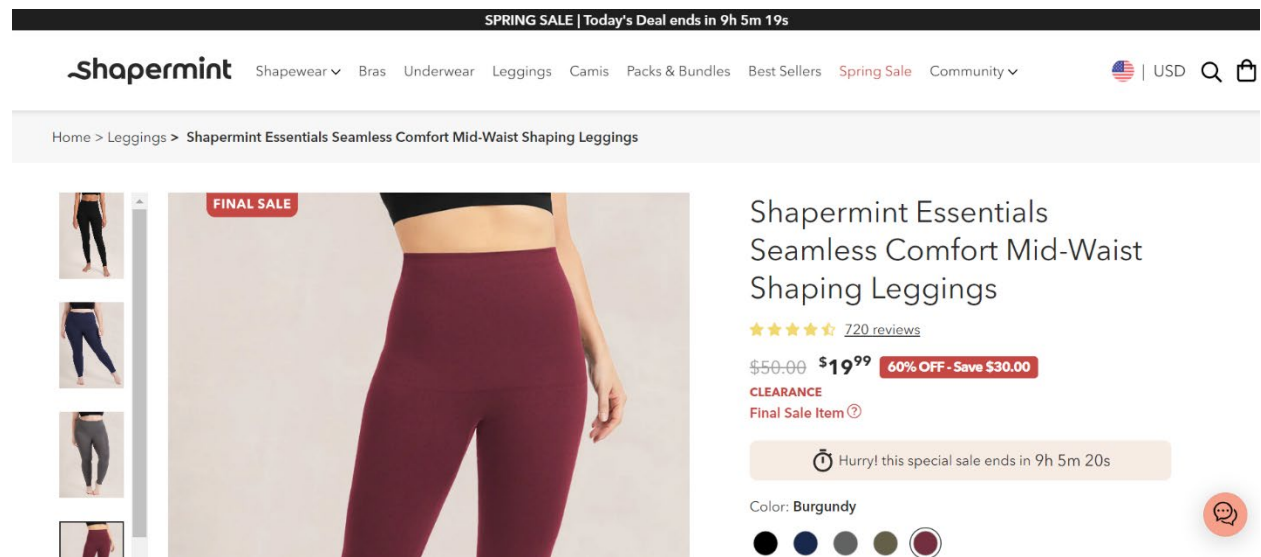 SPRING SALE | Today's Deal ends in 9h 5m 19s
Shapermint
Shapewear Bras Underwear Leggings Camis Packs & Bundles Best Sellers Spring Sale Community
| USD
Home > Leggings > Shapermint Essentials Seamless Comfort Mid-Waist Shaping Leggings
FINAL SALE
Shapermint Essentials
Seamless Comfort Mid-Waist
Shaping Leggings
720 reviews
$50.00 $19.99 60% OFF - Save $30.00
CLEARANCE
Final Sale Item ?
Hurry! this special sale ends in 9h 5m 20s
Color: Burgundy